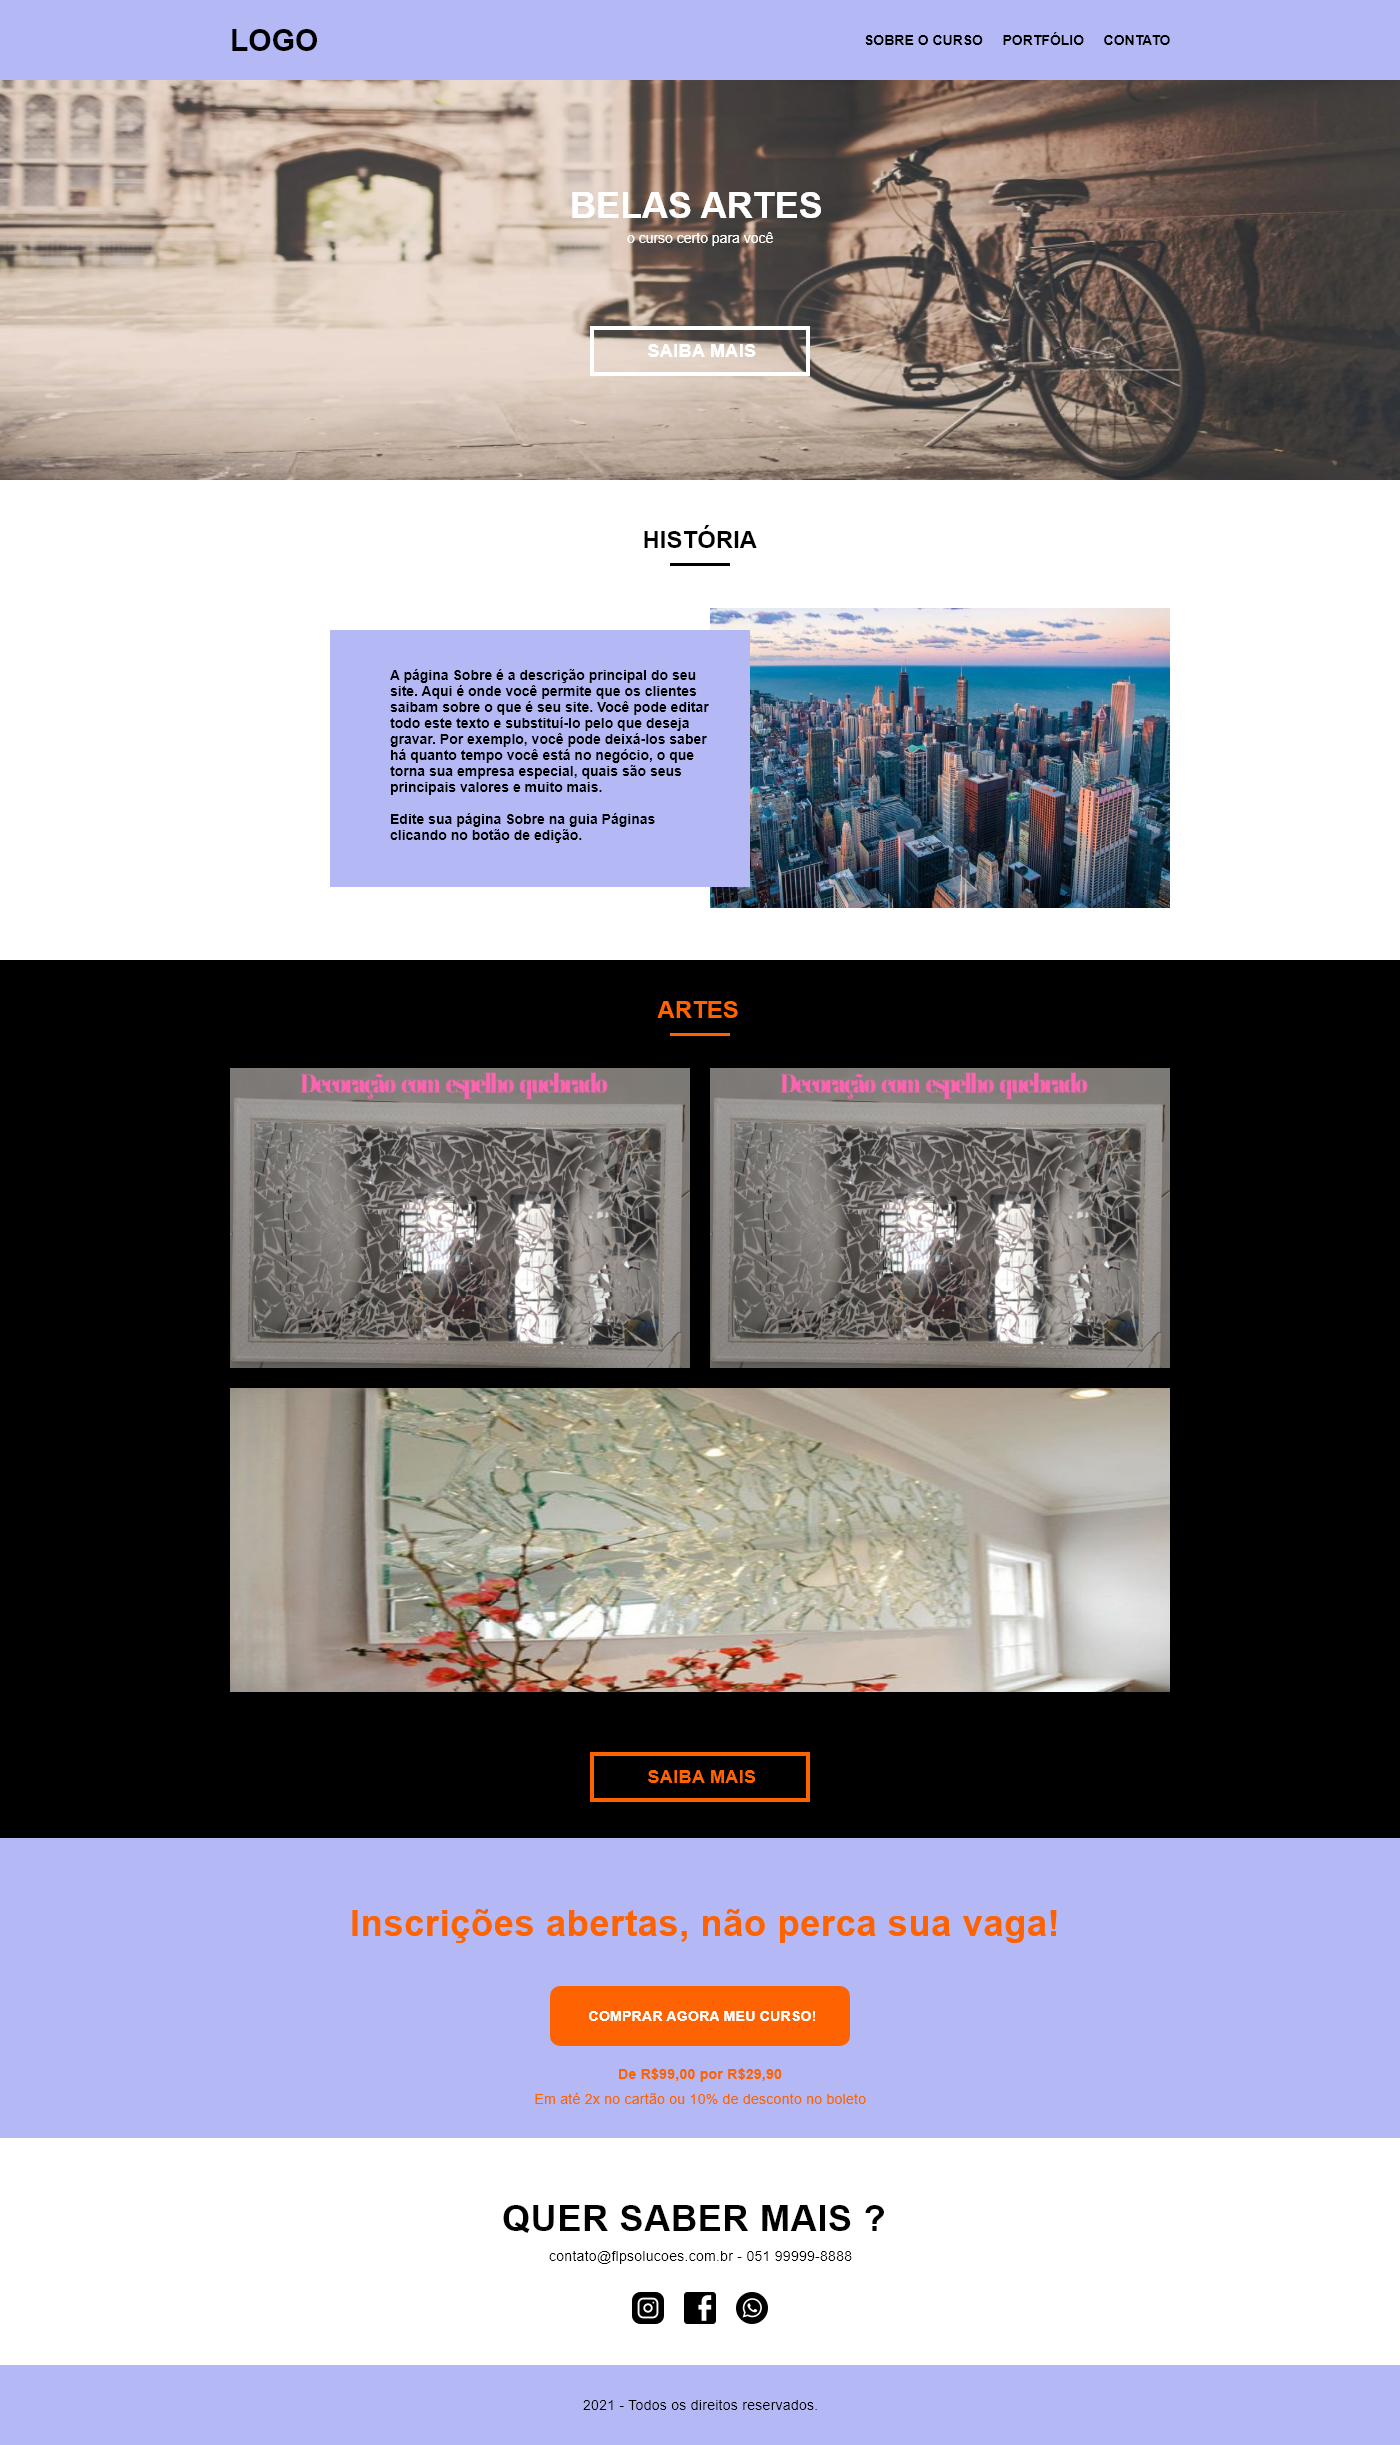 LOGO
SOBRE O CURSO PORTFÓLIO CONTATO
BELAS ARTES
o curso certo para você
SAIBA MAIS
HISTÓRIA
A página Sobre é a descrição principal do seu
site. Aqui é onde você permite que os clientes
saibam sobre o que é seu site. Você pode editar
todo este texto e substituí-lo pelo que deseja
gravar. Por exemplo, você pode deixá-los saber
há quanto tempo você está no negócio, o que
torna sua empresa especial, quais são seus
principais valores e muito mais.
Edite sua página Sobre na guia Páginas
clicando no botão de edição.
ARTES
Decoração com espelho quebrado
Decoração com espelho quebrado
SAIBA MAIS
Inscrições abertas, não perca sua vaga!
COMPRAR AGORA MEU CURSO!
De R$99,00 por R$29,90
Em até 2x no cartão ou 10% de desconto no boleto
QUER SABER MAIS ?
contato@flpsolucoes.com.br - 051 99999-8888
2021 - Todos os direitos reservados.